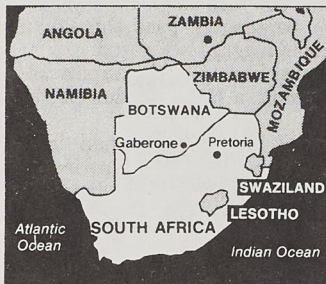 ANGOLA
ZAMBIA
NAMIBIA
ZIMBABWE
MOZAMBIQUE
BOTSWANA
Gaberone
Pretoria
SWAZILAND
LESOTHO
SOUTH AFRICA
Atlantic
Ocean
Indian Ocean